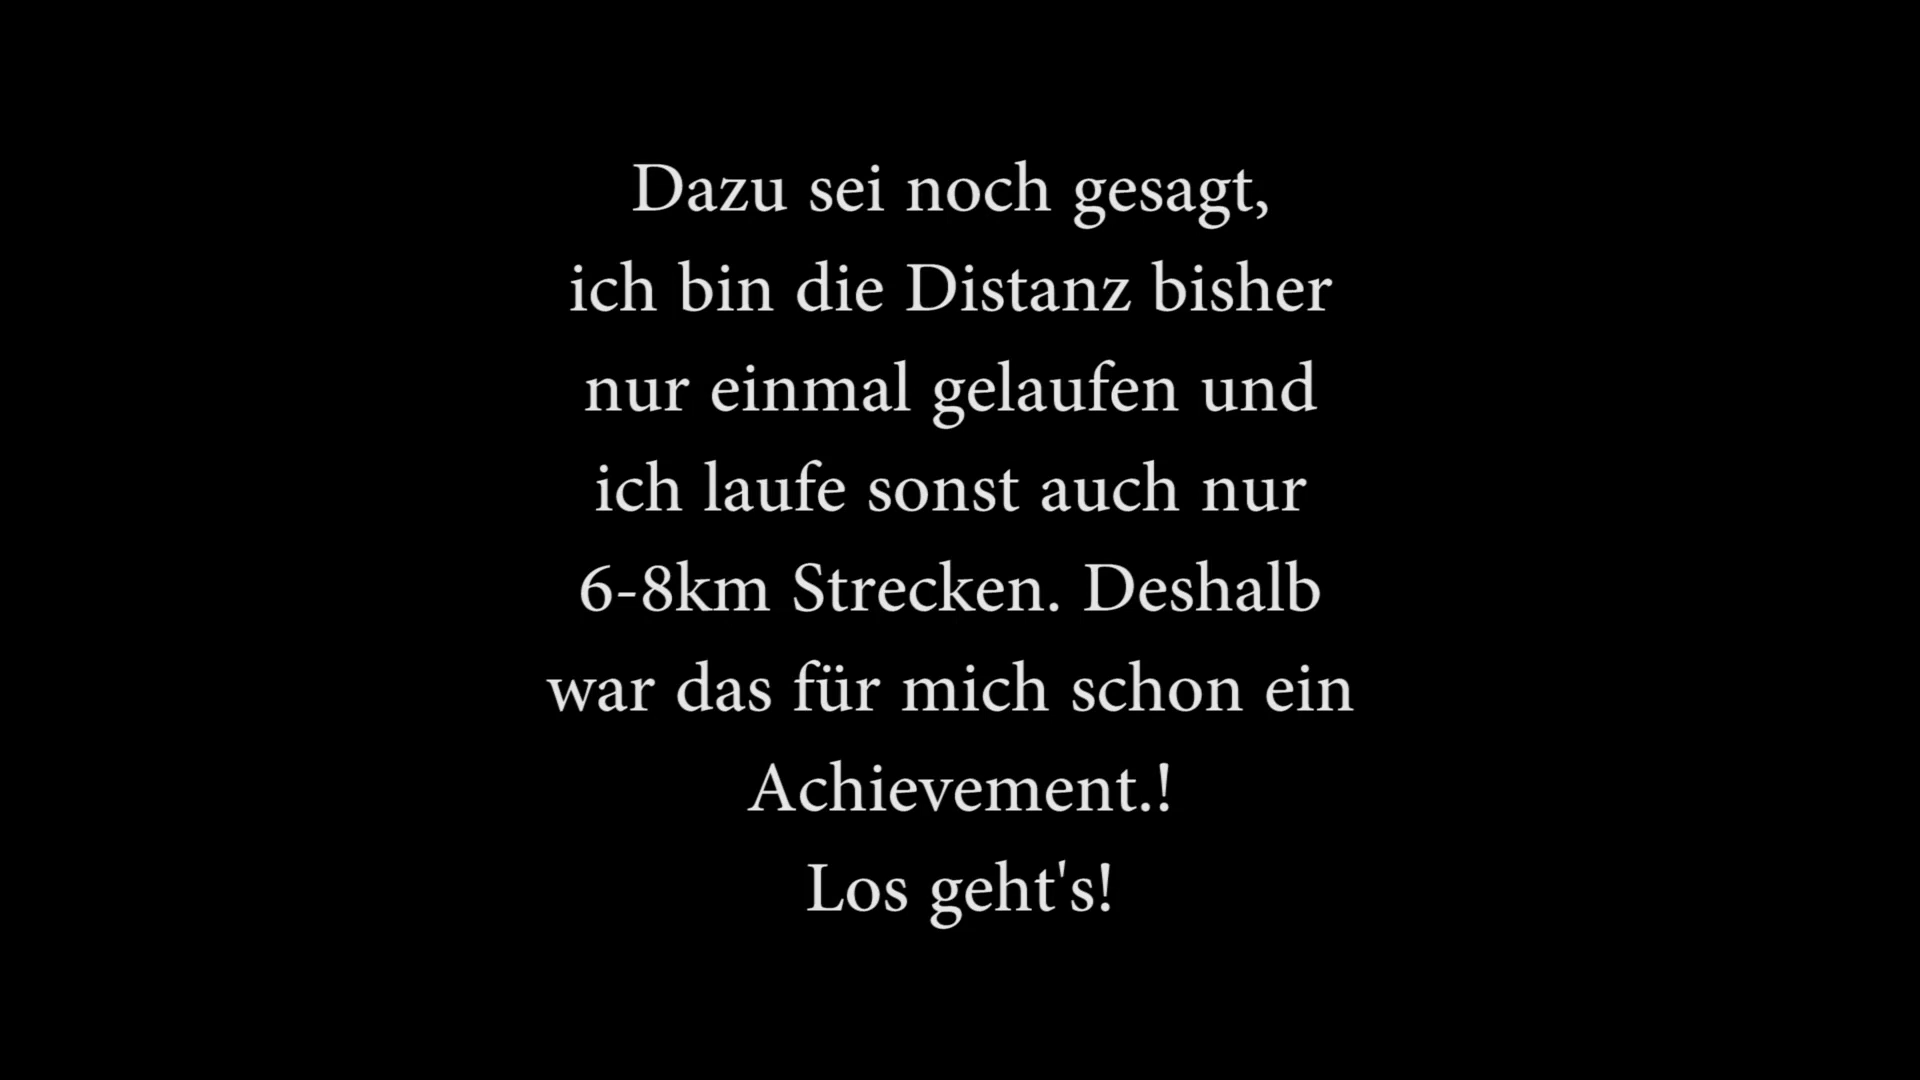 Dazu sei noch gesagt,
ich bin die Distanz bisher
nur einmal gelaufen und
ich laufe sonst auch nur
6-8km Strecken. Deshalb
war das für mich schon ein
Achievement.!
Los geht's!